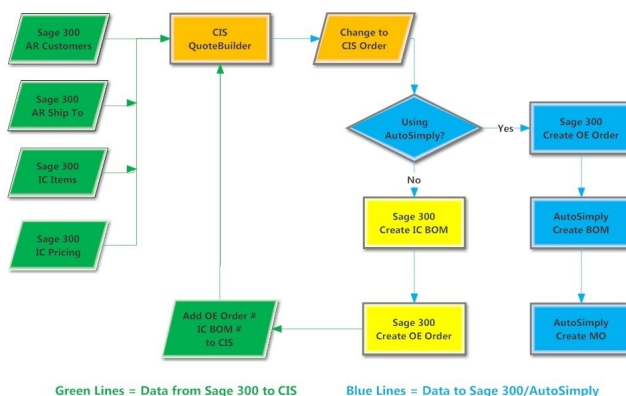 Sage 300
AR Customers
CIS
QuoteBuilder
Change to
CIS Order
Sage 300
AR Ship To
Using
AutoSimply?
Yes
Sage 300
Create OE Order
Sage 300
IC Items
No
Sage 300
Create IC BOM
AutoSimply
Create BOM
Sage 300
IC Pricing
Add OE Order #
IC BOM #
to CIS
Sage 300
Create OE Order
AutoSimply
Create MO
Green Lines = Data from Sage 300 to CIS
Blue Lines = Data to Sage 300/AutoSimply